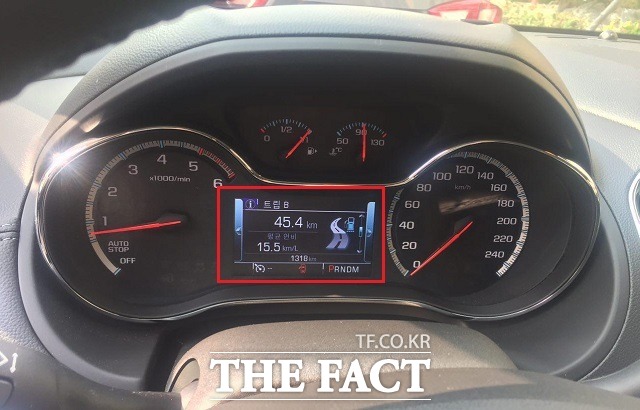 0 1/2 1
50 90 130
°C
1 2 3 4 5 6
x1000/min
AUTO
STOP
OFF
트립 B
45.4 km
평균 연비
15.5 km/L
1318 km
PRNDM
0 20 40 60 80 100 120 140 160 180 200 220 240
km/h
TF.CO.KR
THE FACT